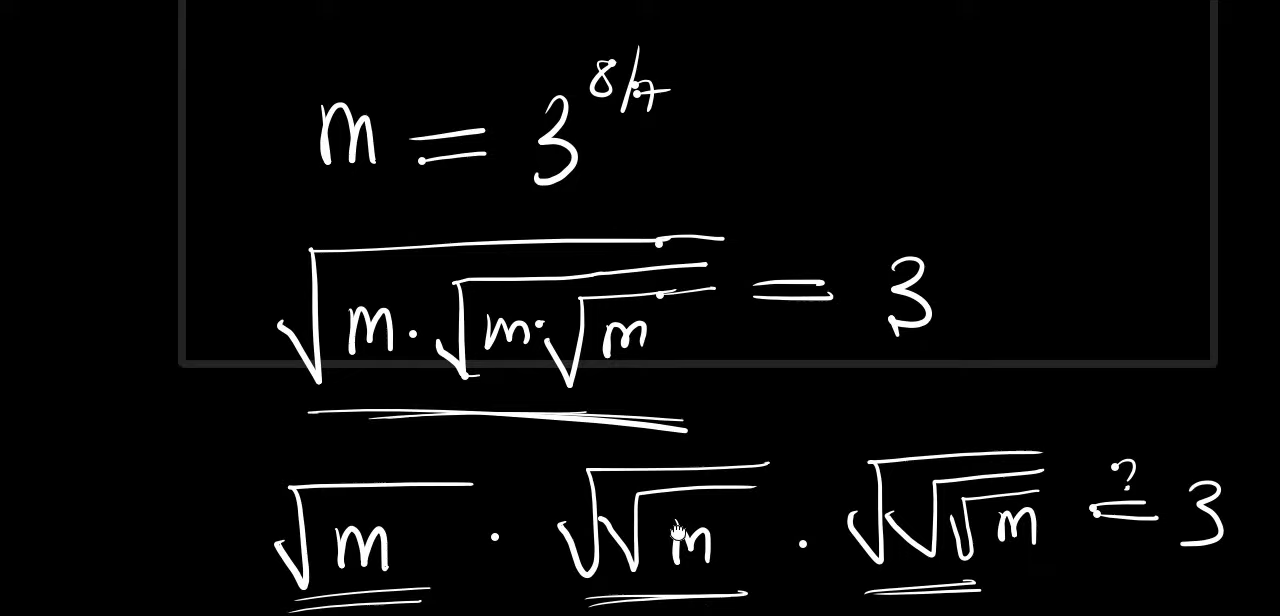 m = 3^{8/7}
√(m · √(m · √m)) = 3
√m · √√m · √√√m ≟ 3